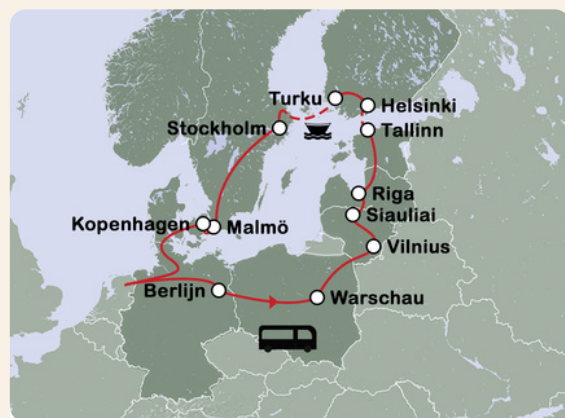 Turku
Helsinki
Stockholm
Tallinn
Riga
Siauliai
Kopenhagen
Malmö
Vilnius
Berlijn
Warschau